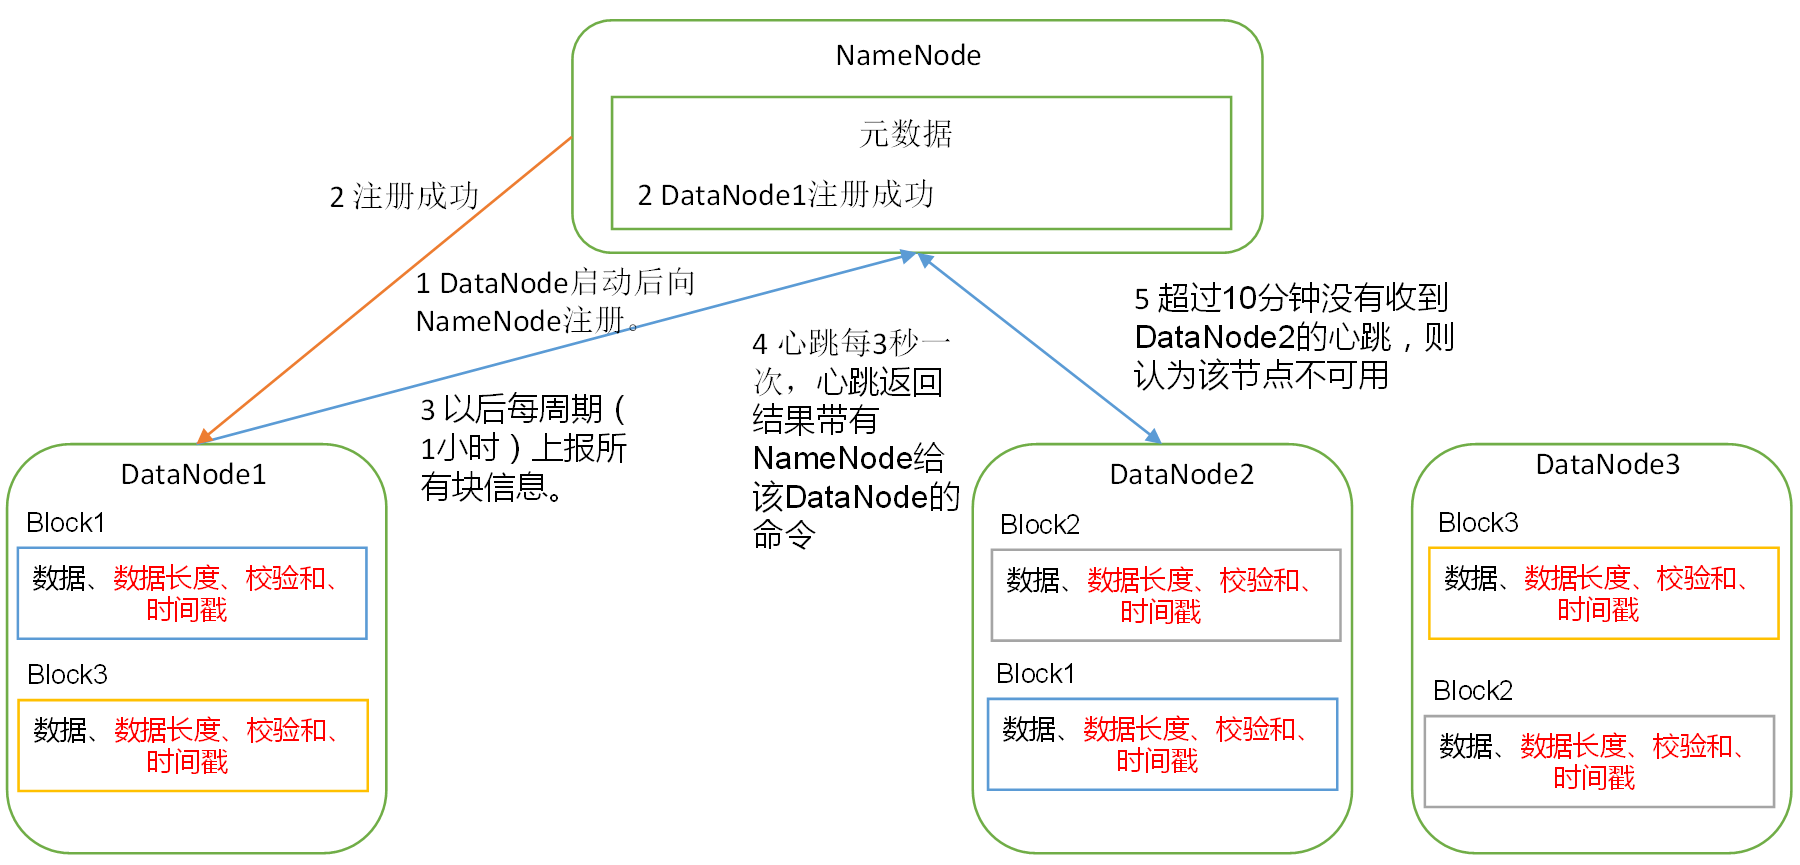 NameNode
元数据
2 DataNode1注册成功
2 注册成功
1 DataNode启动后向
NameNode注册。
3 以后每周期（
1小时）上报所
有块信息。
4 心跳每3秒一
次，心跳返回
结果带有
NameNode给
该DataNode的
命令
5 超过10分钟没有收到
DataNode2的心跳，则
认为该节点不可用
DataNode1
Block1
数据、数据长度、校验和、
时间戳
Block3
数据、数据长度、校验和、
时间戳
DataNode2
Block2
数据、数据长度、校验和、
时间戳
Block1
数据、数据长度、校验和、
时间戳
DataNode3
Block3
数据、数据长度、校验和、
时间戳
Block2
数据、数据长度、校验和、
时间戳